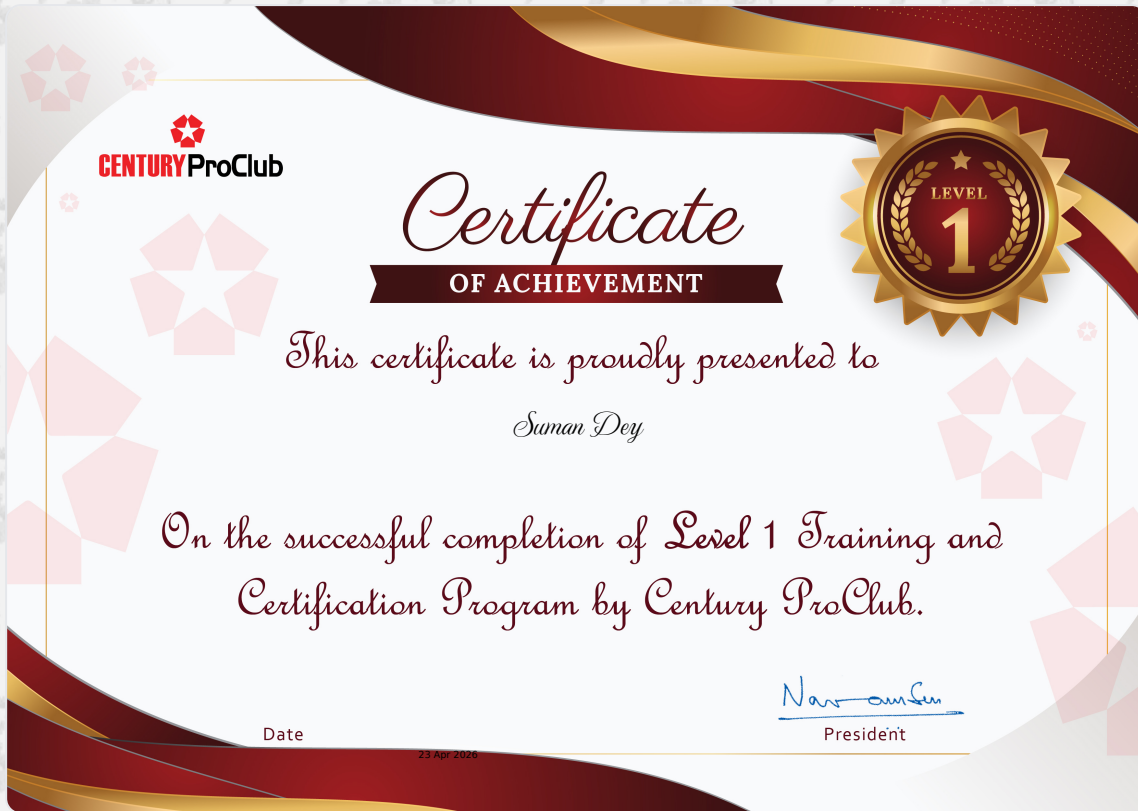 CENTURY ProClub
LEVEL
1
Certificate
OF ACHIEVEMENT
This certificate is proudly presented to
Suman Dey
On the successful completion of Level 1 Training and
Certification Program by Century ProClub.
Date
President
23 Apr 2026